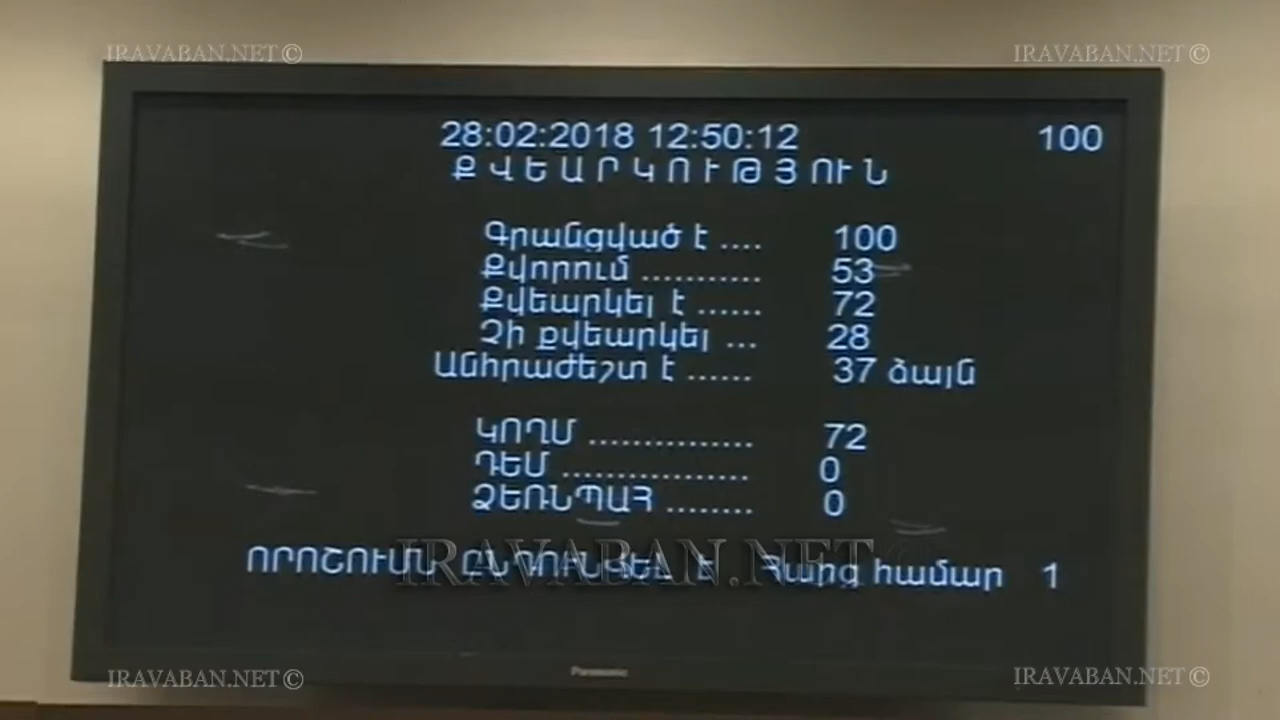 IRAVABAN.NET© IRAVABAN.NET©
28:02:2018 12:50:12 100
ՔՎԵԱՐԿՈՒԹՅՈՒՆ
Գրանցված է .... 100
Քվորում ........... 53
Քվեարկել է ...... 72
Չի քվեարկել ... 28
Անհրաժեշտ է ...... 37 ձայն
ԿՈՂՄ ............... 72
ԴԵՄ ................. 0
ՁԵՌՆՊԱՀ ........ 0
ՈՐՈՇՈՒՄՆ ԸՆԴՈՒՆՎԵԼ Է Հարց համար 1
IRAVABAN.NET©
Panasonic
IRAVABAN.NET© IRAVABAN.NET©